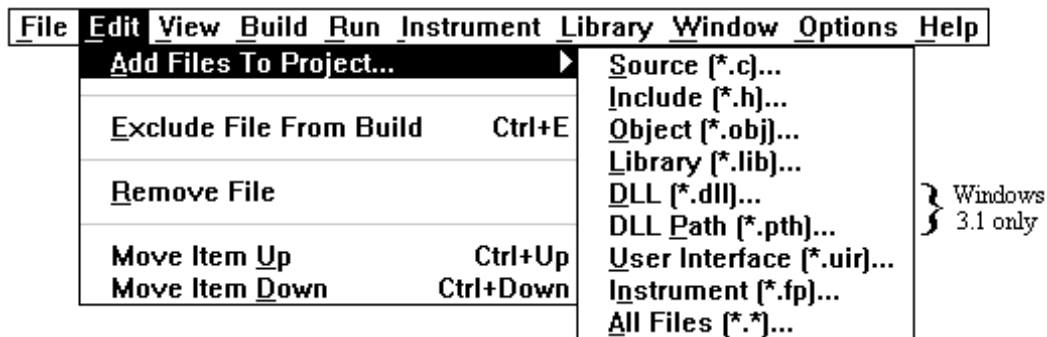 File Edit View Build Run Instrument Library Window Options Help
Add Files To Project...
Exclude File From Build Ctrl+E
Remove File
Move Item Up Ctrl+Up
Move Item Down Ctrl+Down
Source (*.c)...
Include (*.h)...
Object (*.obj)...
Library (*.lib)...
DLL (*.dll)...
DLL Path (*.pth)...
User Interface (*.uir)...
Instrument (*.fp)...
All Files (*.*)...
Windows
3.1 only